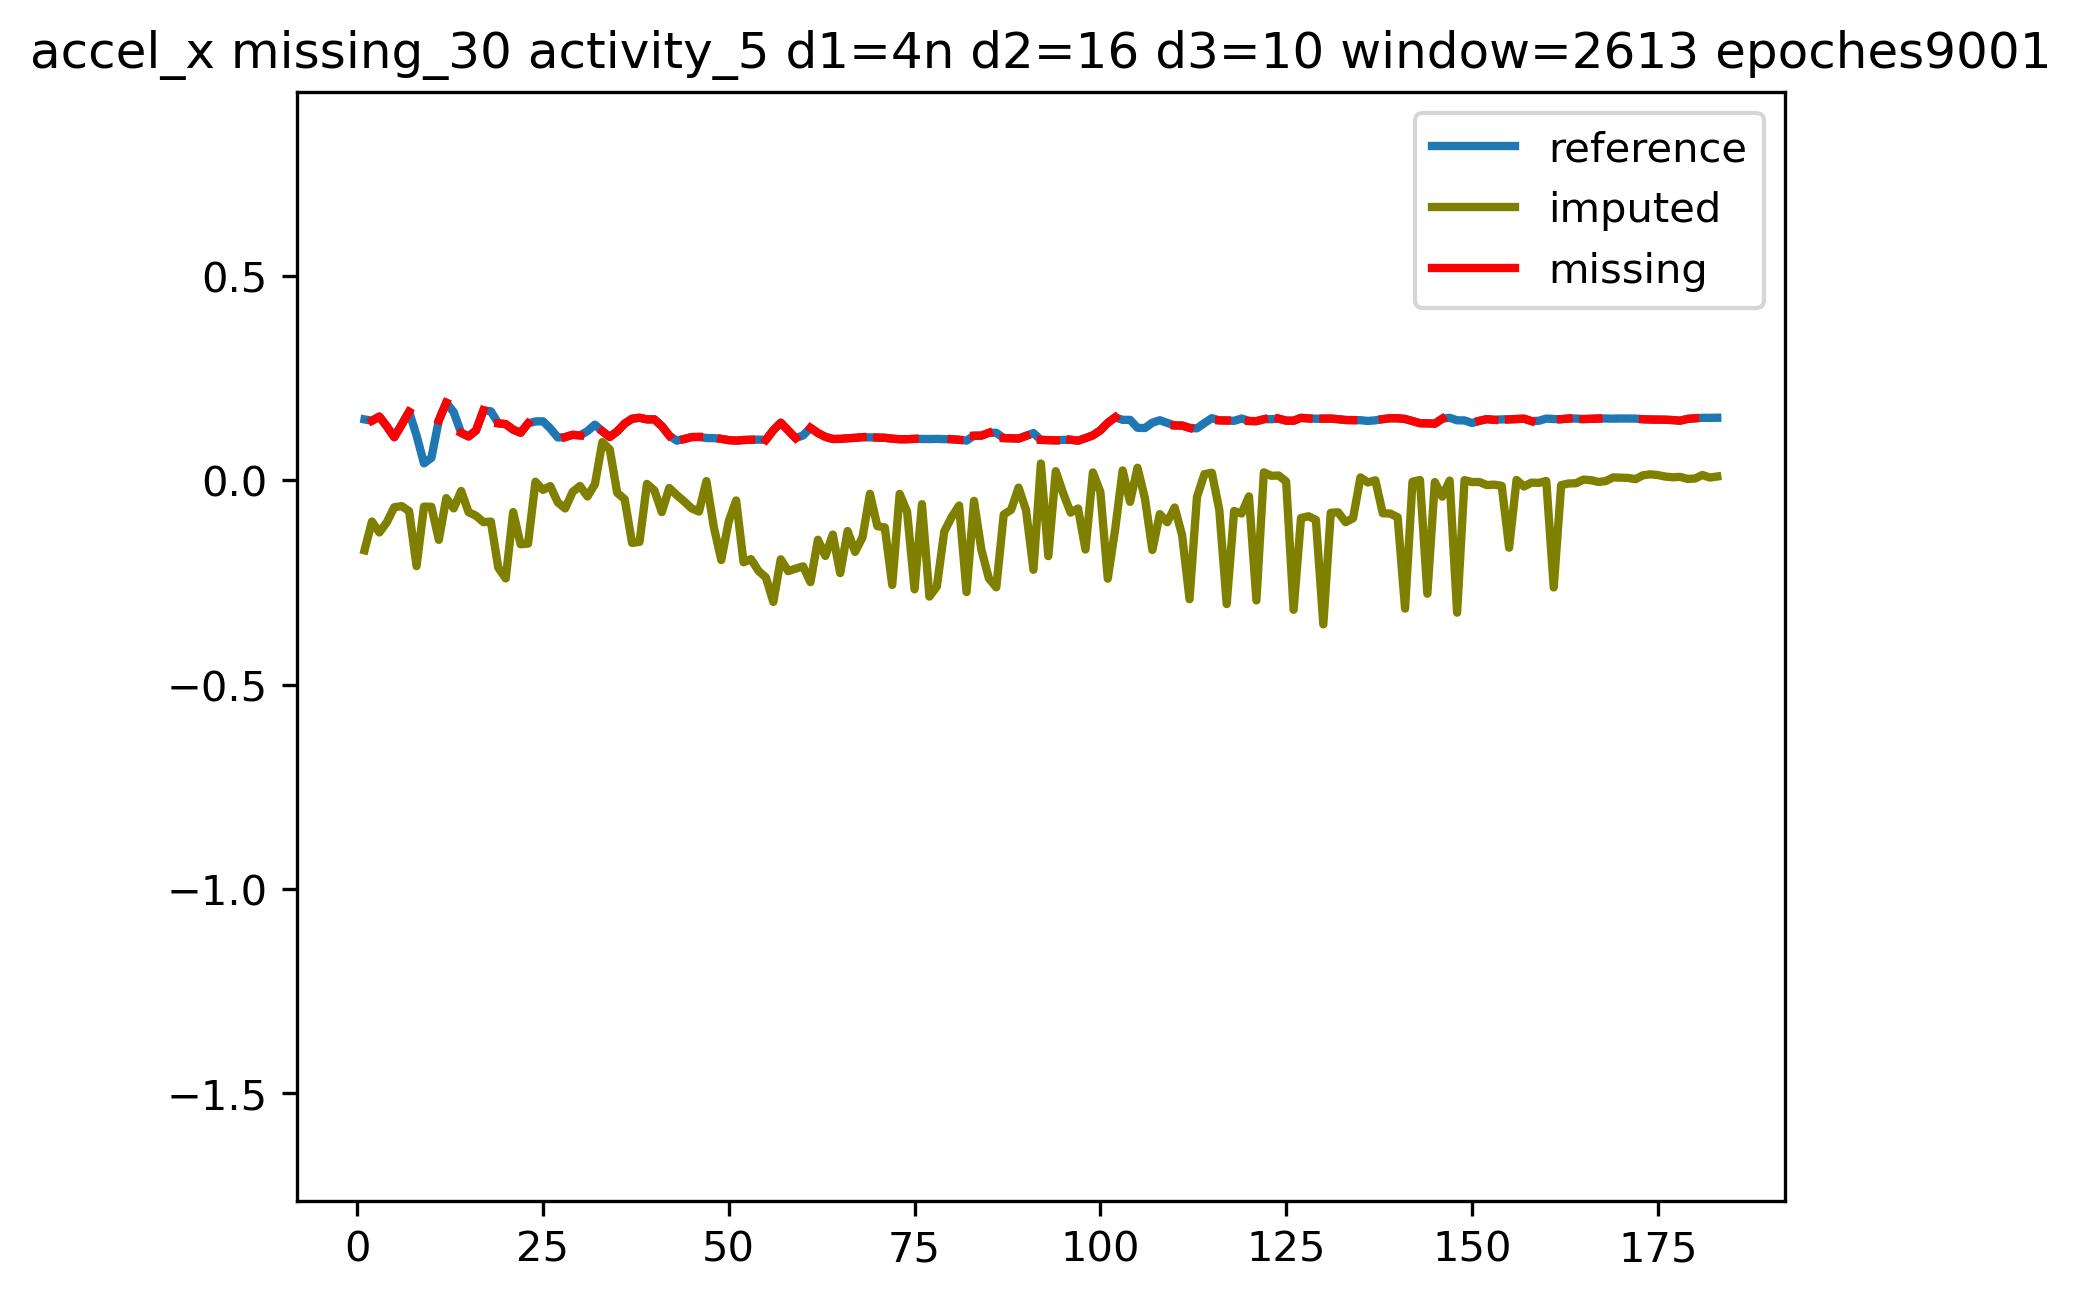 accel_x missing_30 activity_5 d1=4n d2=16 d3=10 window=2613 epoches9001
reference
imputed
missing
0.5
0.0
−0.5
−1.0
−1.5
0 25 50 75 100 125 150 175